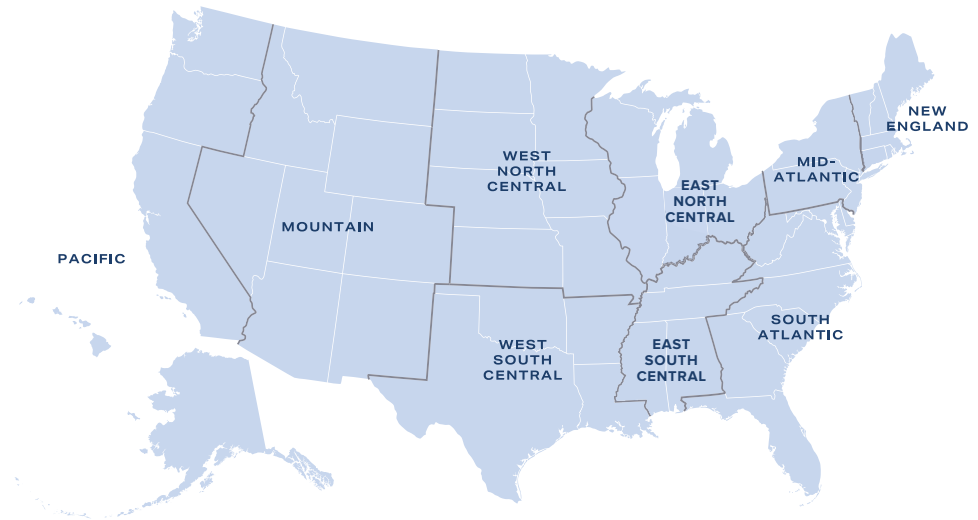 NEW
ENGLAND
WEST
NORTH
CENTRAL
MID-
ATLANTIC
EAST
NORTH
CENTRAL
MOUNTAIN
PACIFIC
SOUTH
ATLANTIC
WEST
SOUTH
CENTRAL
EAST
SOUTH
CENTRAL